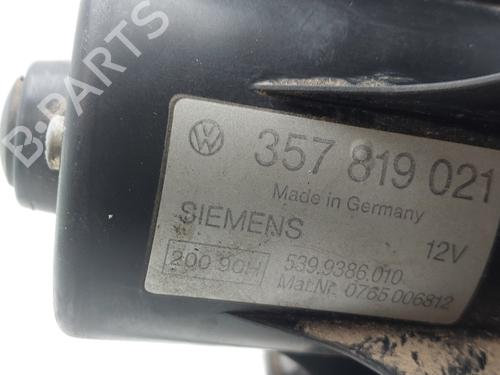 B-PARTS
VW 357 819 021
Made in Germany
SIEMENS 12V
200 90H 539.9386.010
Mat.Nr. 0765 006812